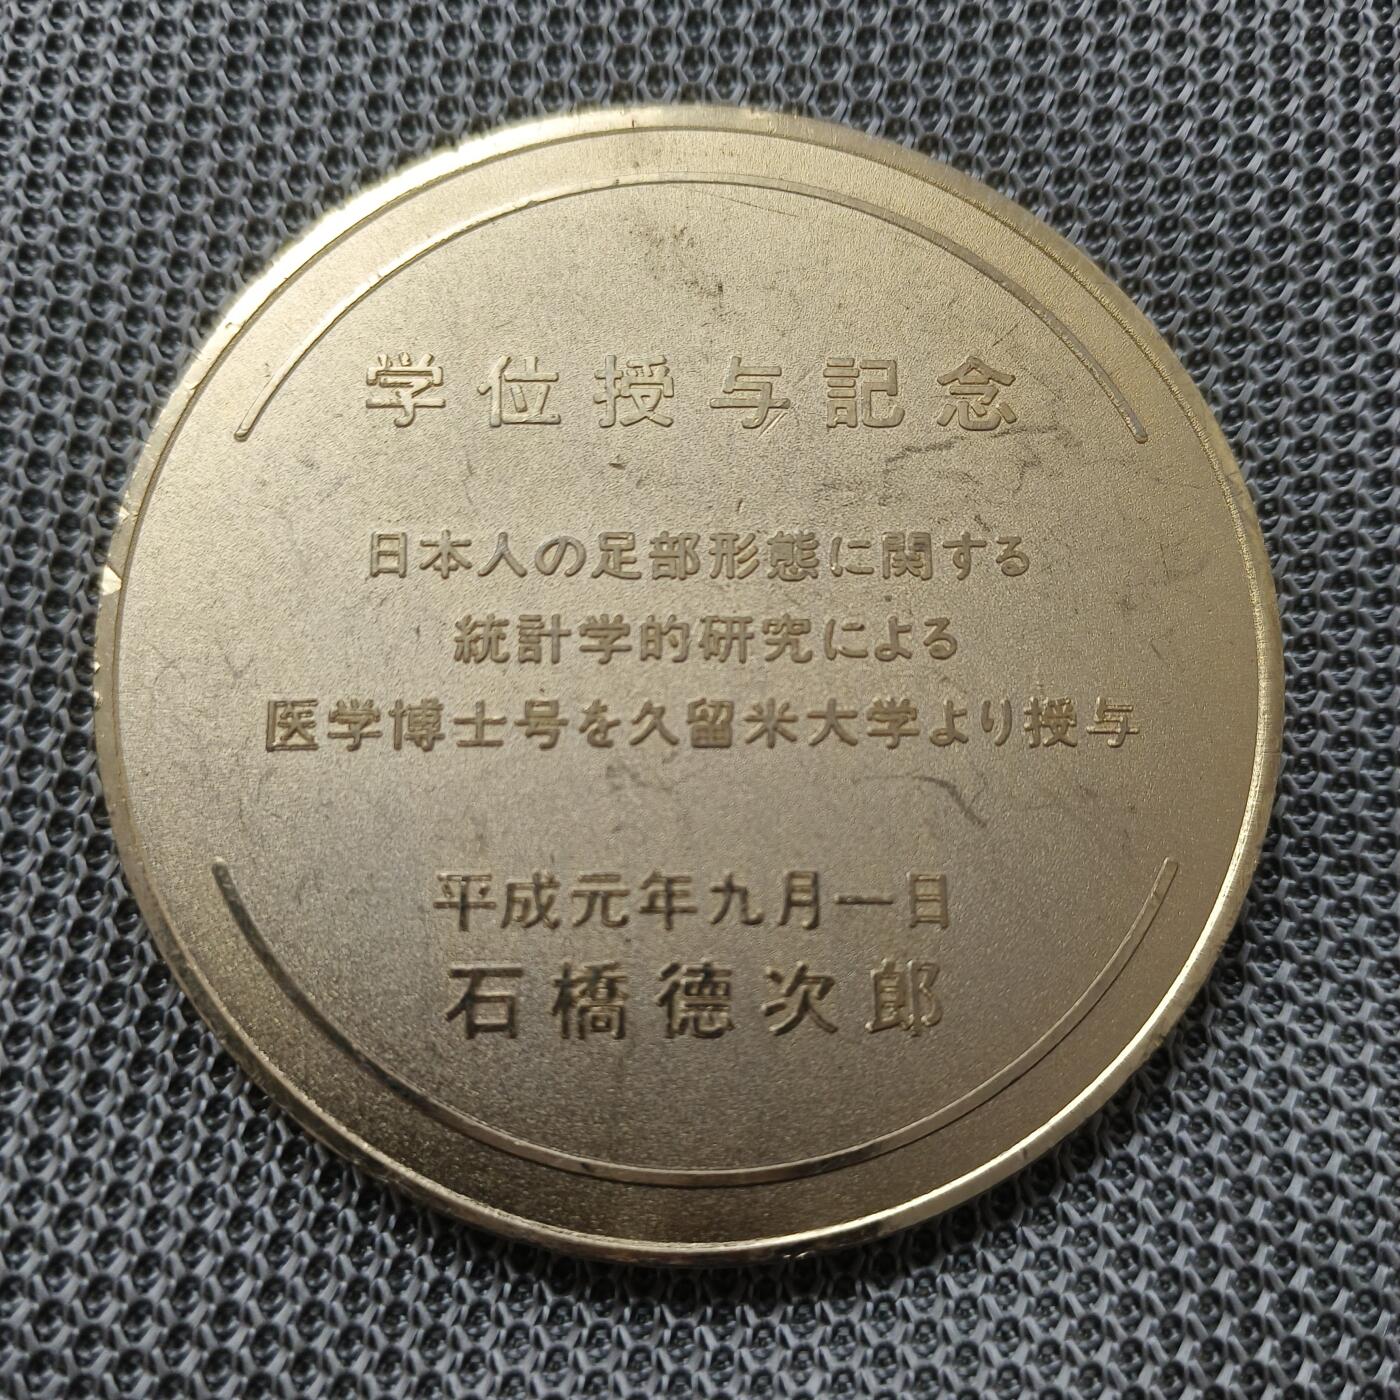 学位授与記念
日本人の足部形態に関する
統計学的研究による
医学博士号を久留米大学より授与
平成元年九月一日
石橋德次郎